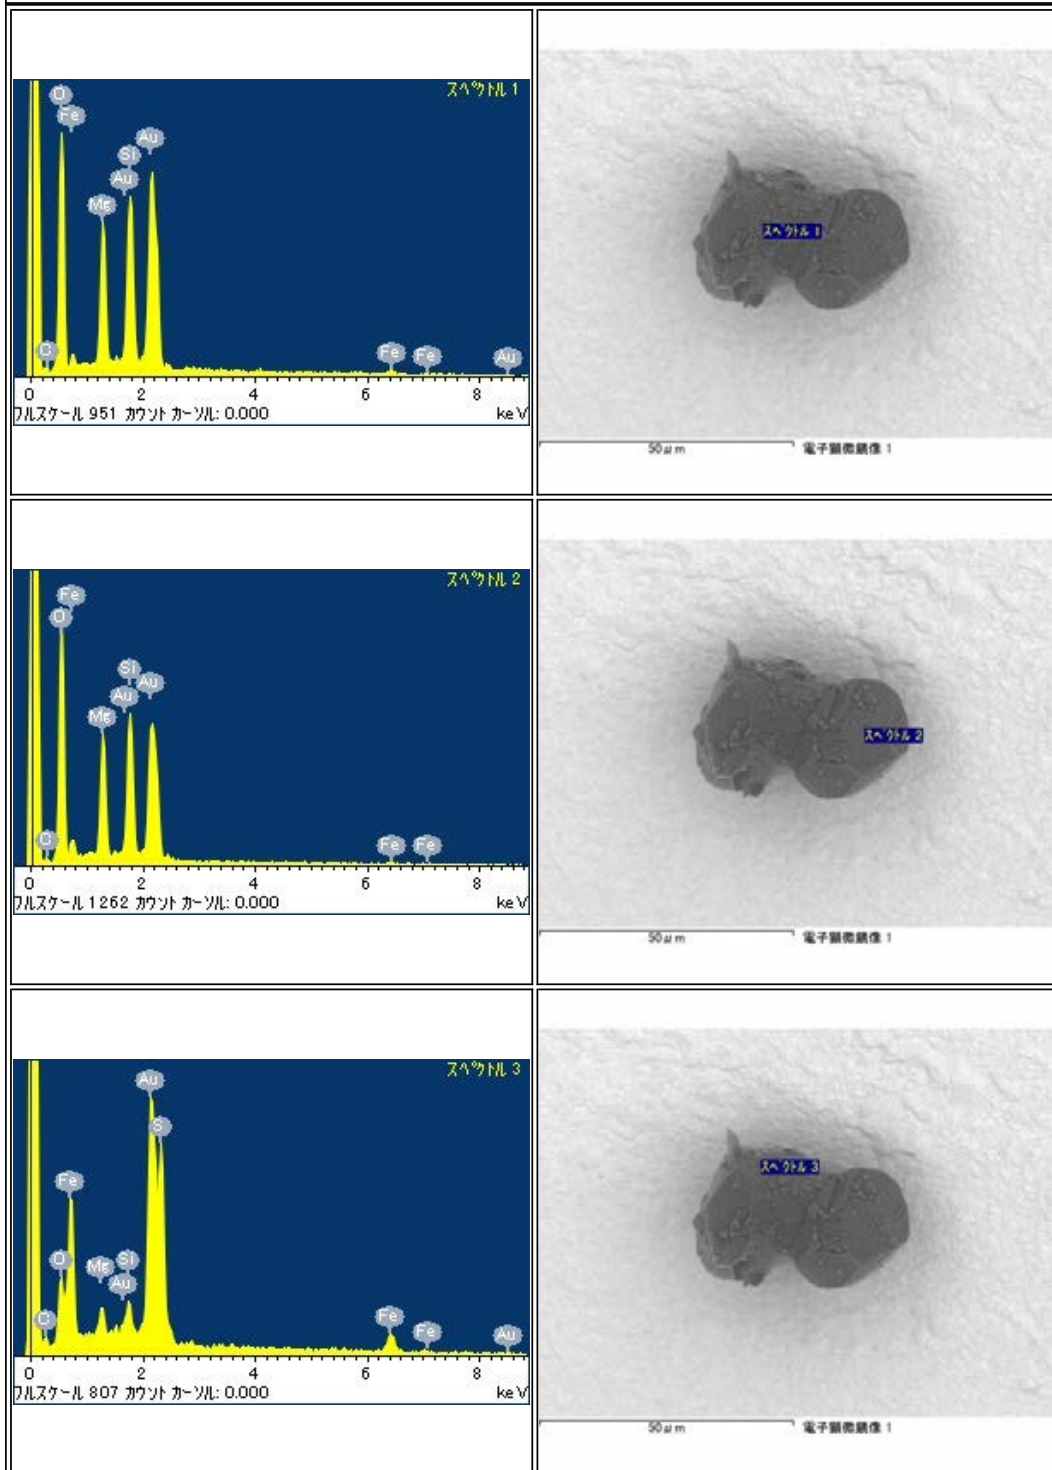 スペクトル 1
O
Fe
Au
Si
Au
Mg
C
Fe
Fe
Au
0 2 4 6 8
フルスケール 951 カウント カーソル: 0.000 keV
スペクトル 1
50μm 電子顕微鏡像 1
スペクトル 2
Fe
O
Si
Au
Au
Mg
C
Fe
Fe
0 2 4 6 8
フルスケール 1262 カウント カーソル: 0.000 keV
スペクトル 2
50μm 電子顕微鏡像 1
スペクトル 3
Au
S
Fe
O
Mg
Si
Au
C
Fe
Fe
Au
0 2 4 6 8
フルスケール 807 カウント カーソル: 0.000 keV
スペクトル 3
50μm 電子顕微鏡像 1